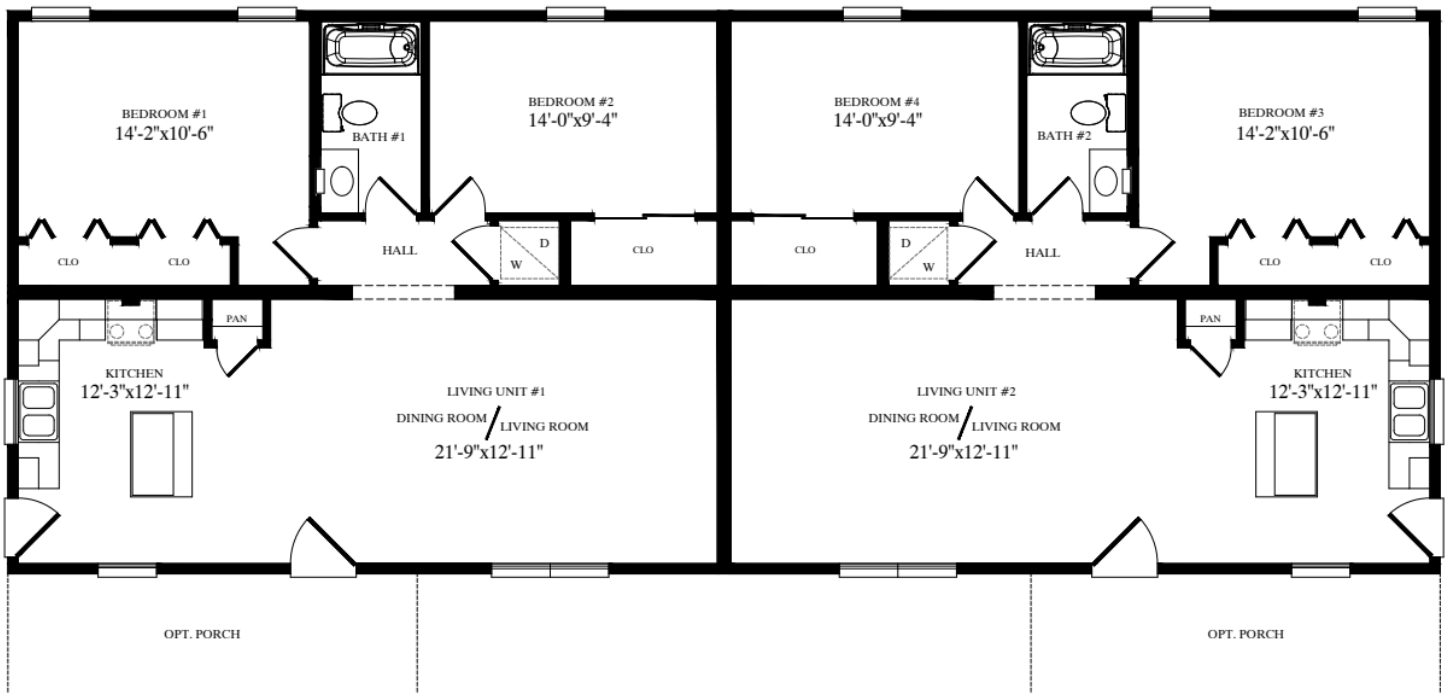 BEDROOM #1
14'-2"x10'-6"
BATH #1
BEDROOM #2
14'-0"x9'-4"
BEDROOM #4
14'-0"x9'-4"
BATH #2
BEDROOM #3
14'-2"x10'-6"
CLO
CLO
HALL
D
W
CLO
CLO
D
W
HALL
CLO
CLO
PAN
KITCHEN
12'-3"x12'-11"
LIVING UNIT #1
DINING ROOM
LIVING ROOM
21'-9"x12'-11"
LIVING UNIT #2
DINING ROOM
LIVING ROOM
21'-9"x12'-11"
PAN
KITCHEN
12'-3"x12'-11"
OPT. PORCH
OPT. PORCH